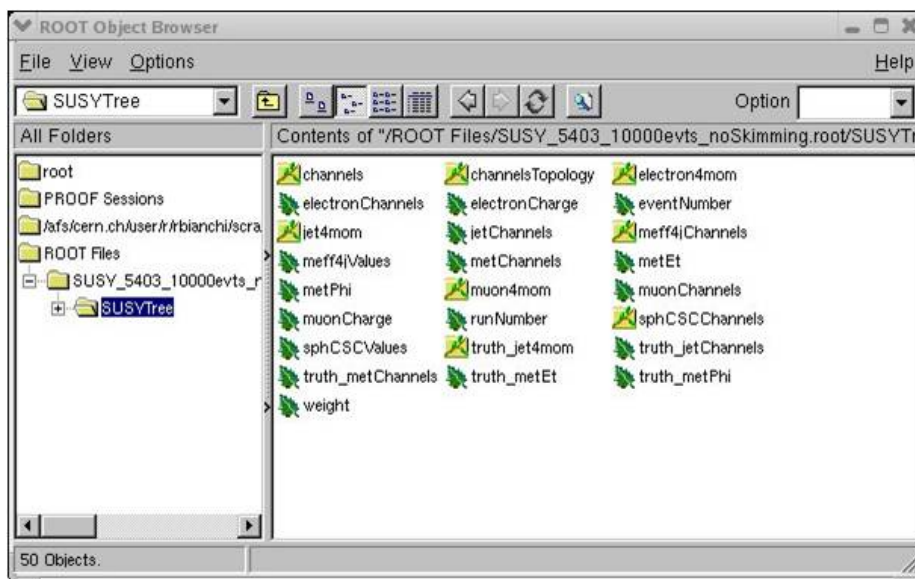 ROOT Object Browser
File View Options Help
SUSYTree Option
All Folders
Contents of "/ROOT Files/SUSY_5403_10000evts_noSkimming.root/SUSYTr
root
PROOF Sessions
/afs/cern.ch/user/r/rbianchi/scra
ROOT Files
SUSY_5403_10000evts_r
SUSYTree
channels channelsTopology electron4mom
electronChannels electronCharge eventNumber
jet4mom jetChannels meff4jChannels
meff4jValues metChannels metEt
metPhi muon4mom muonChannels
muonCharge runNumber sphCSCChannels
sphCSCValues truth_jet4mom truth_jetChannels
truth_metChannels truth_metEt truth_metPhi
weight
50 Objects.